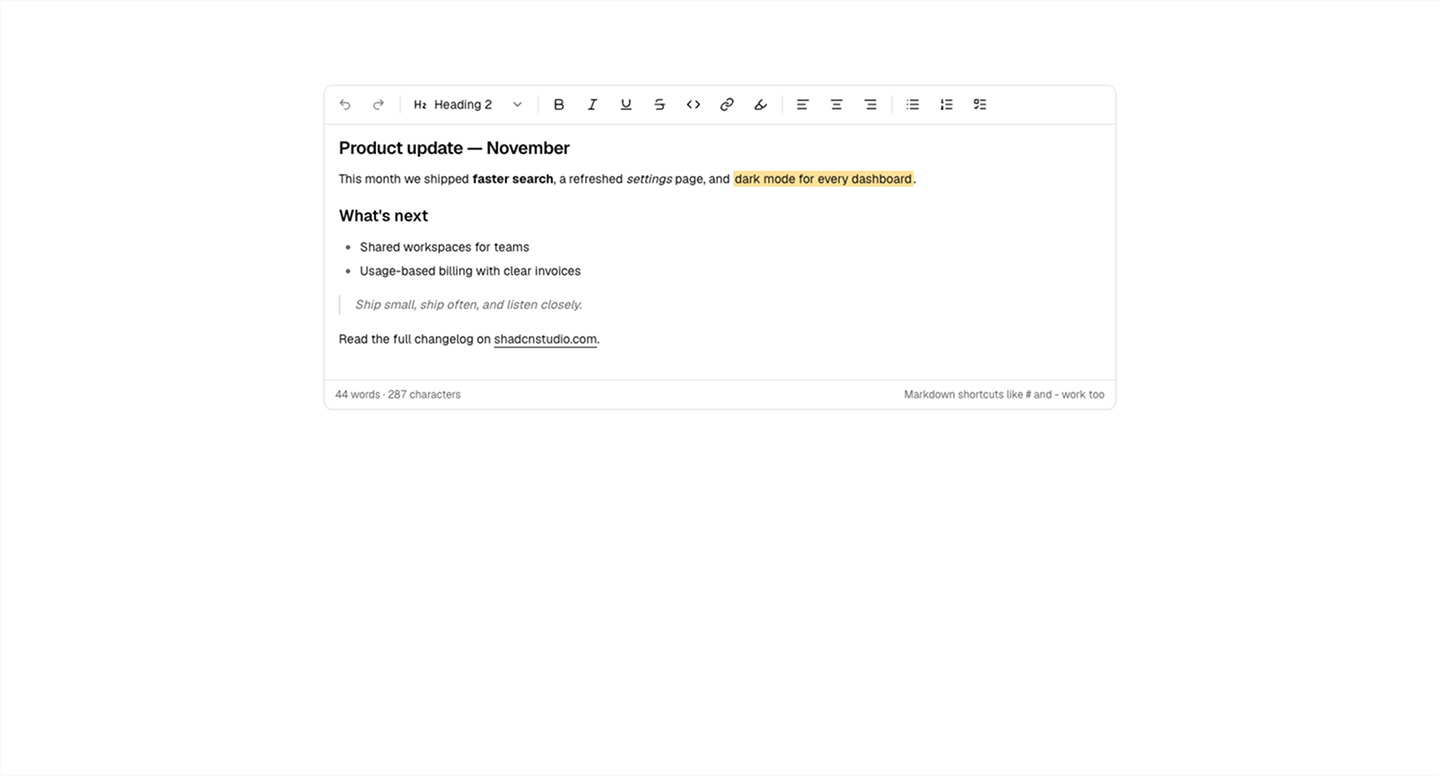 H2 Heading 2
Product update — November
This month we shipped faster search, a refreshed settings page, and dark mode for every dashboard.
What's next
• Shared workspaces for teams
• Usage-based billing with clear invoices
Ship small, ship often, and listen closely.
Read the full changelog on shadcnstudio.com.
44 words · 287 characters
Markdown shortcuts like # and - work too